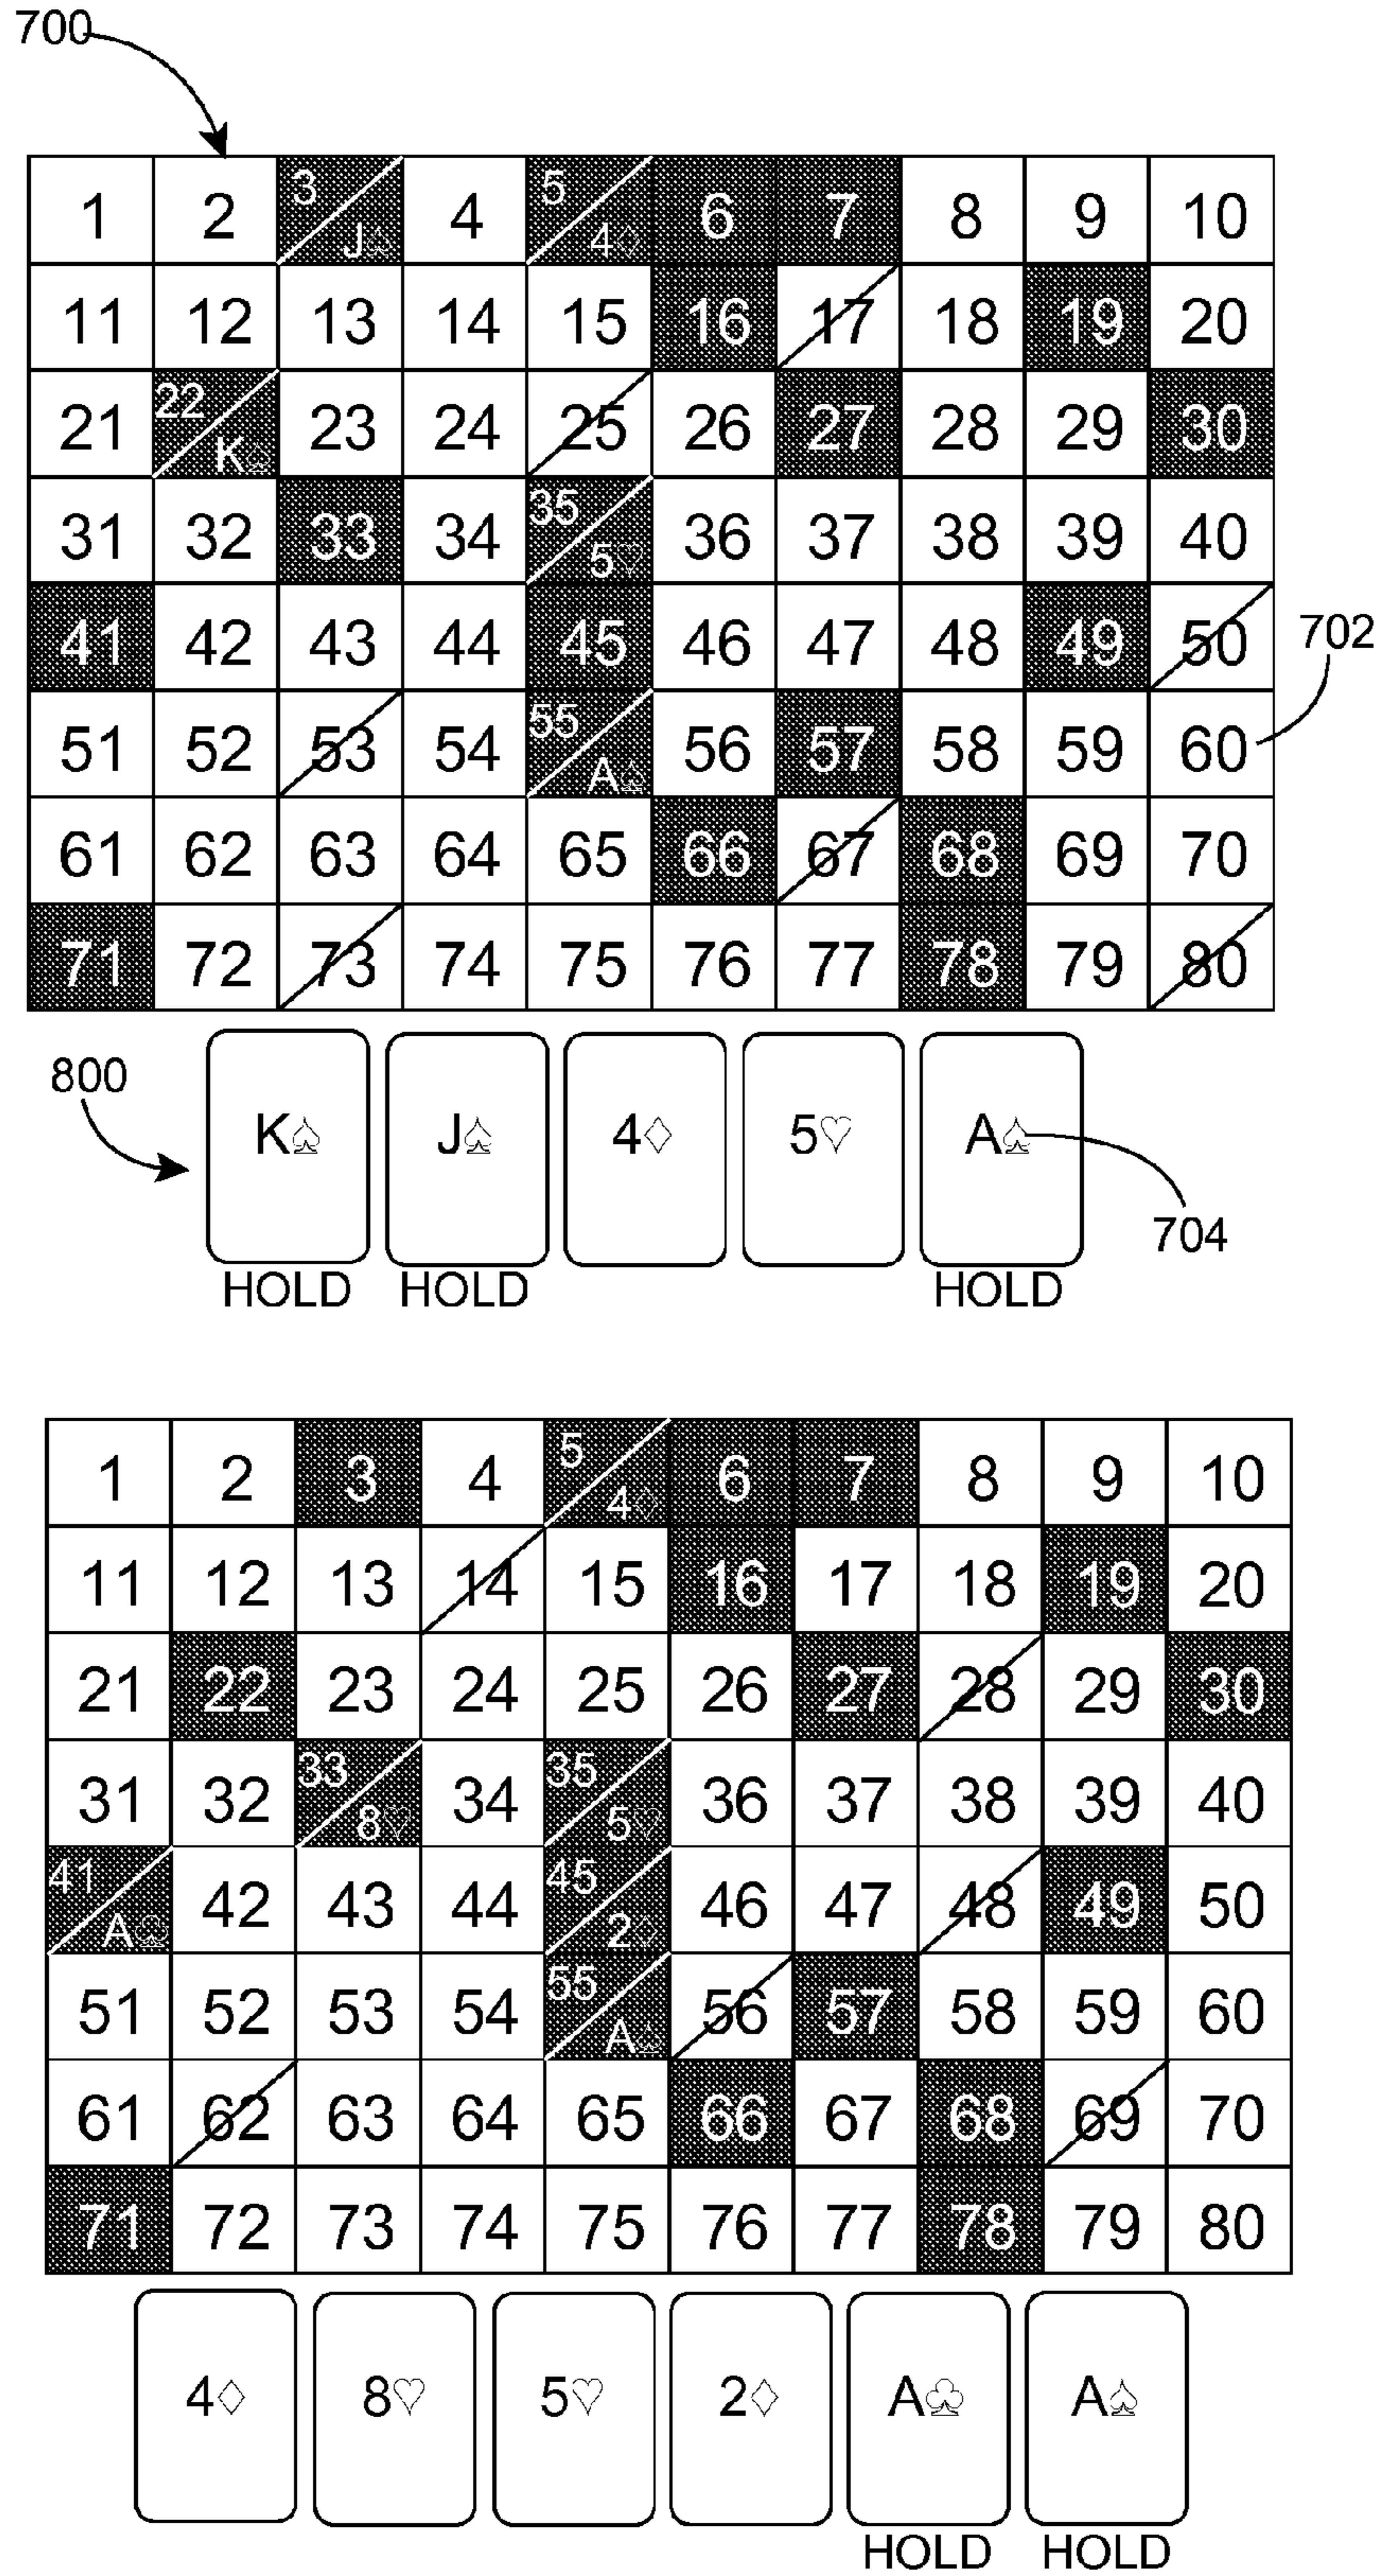 700
1 2 3 J♤ 4 5 4♢ 6 7 8 9 10
11 12 13 14 15 16 17 18 19 20
21 22 K♤ 23 24 25 26 27 28 29 30
31 32 33 34 35 5♡ 36 37 38 39 40
41 42 43 44 45 46 47 48 49 50
702
51 52 53 54 55 A♤ 56 57 58 59 60
61 62 63 64 65 66 67 68 69 70
71 72 73 74 75 76 77 78 79 80
800
K♤ J♤ 4♢ 5♡ A♤
704
HOLD HOLD HOLD
1 2 3 4 5 4♢ 6 7 8 9 10
11 12 13 14 15 16 17 18 19 20
21 22 23 24 25 26 27 28 29 30
31 32 33 8♡ 34 35 5♡ 36 37 38 39 40
41 A♧ 42 43 44 45 2♢ 46 47 48 49 50
51 52 53 54 55 A♤ 56 57 58 59 60
61 62 63 64 65 66 67 68 69 70
71 72 73 74 75 76 77 78 79 80
4♢ 8♡ 5♡ 2♢ A♧ A♤
HOLD HOLD